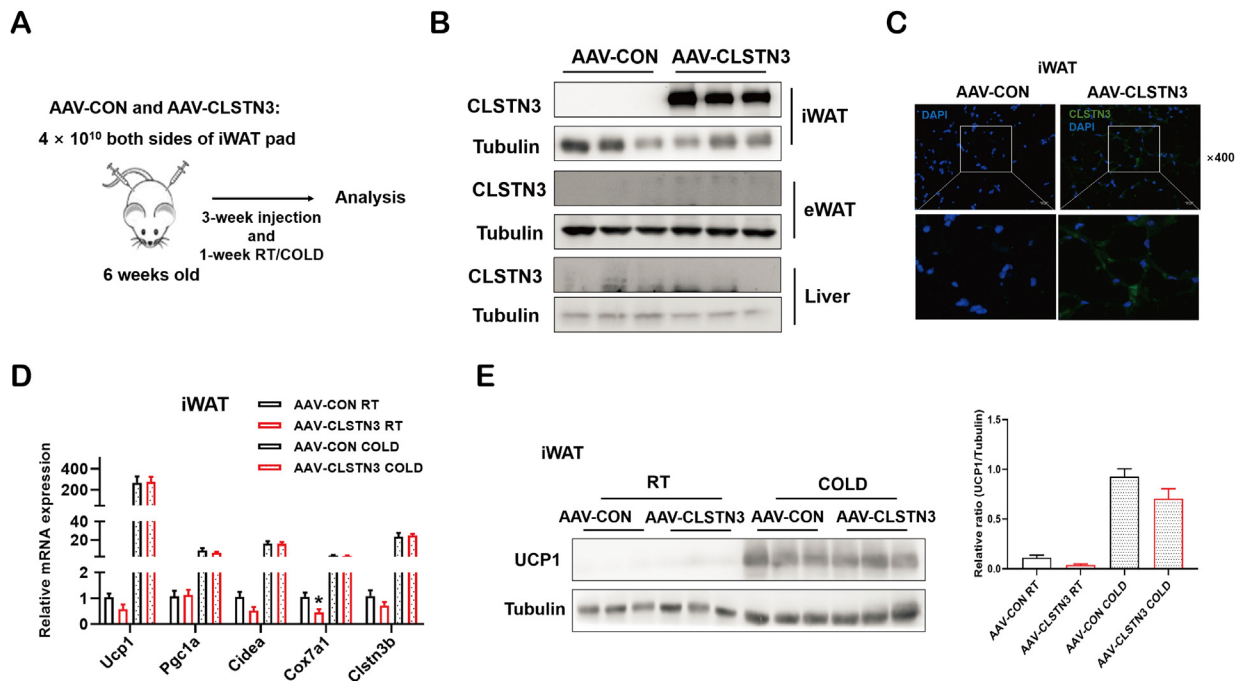 A
AAV-CON and AAV-CLSTN3:
4 × 10¹⁰ both sides of iWAT pad
3-week injection
and
1-week RT/COLD
Analysis
6 weeks old
B
AAV-CON AAV-CLSTN3
CLSTN3
Tubulin
iWAT
CLSTN3
Tubulin
eWAT
CLSTN3
Tubulin
Liver
C
iWAT
AAV-CON AAV-CLSTN3
DAPI
CLSTN3
DAPI
×400
D
iWAT
AAV-CON RT
AAV-CLSTN3 RT
AAV-CON COLD
AAV-CLSTN3 COLD
Relative mRNA expression
400
200
40
20
2
1
0
*
Ucp1 Pgc1a Cidea Cox7a1 Clstn3b
E
iWAT
RT COLD
AAV-CON AAV-CLSTN3 AAV-CON AAV-CLSTN3
UCP1
Tubulin
Relative ratio (UCP1/Tubulin)
1.5
1.0
0.5
0.0
AAV-CON RT
AAV-CLSTN3 RT
AAV-CON COLD
AAV-CLSTN3 COLD